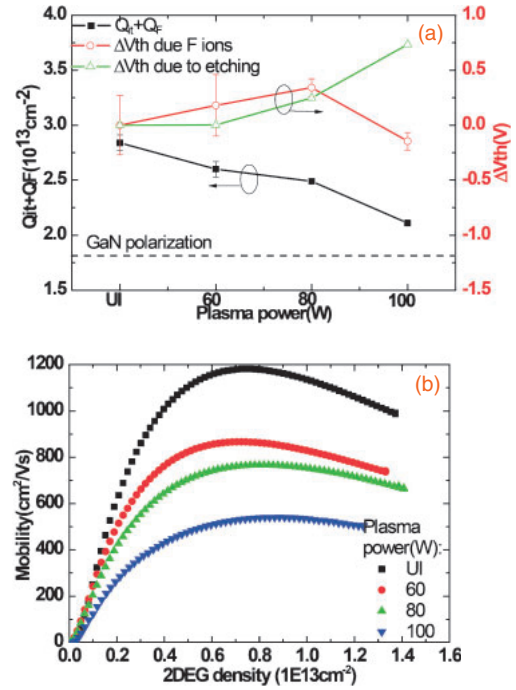 (a)
Qit+QF
ΔVth due F ions
ΔVth due to etching
4.0
3.5
3.0
2.5
2.0
1.5
Qit+QF(10^13cm^-2)
1.0
0.5
0.0
-0.5
-1.0
-1.5
ΔVth(V)
GaN polarization
UI 60 80 100
Plasma power(W)
(b)
1200
1000
800
600
400
200
0
Mobility(cm²/Vs)
Plasma
power(W):
UI
60
80
100
0.0 0.2 0.4 0.6 0.8 1.0 1.2 1.4 1.6
2DEG density (1E13cm^-2)